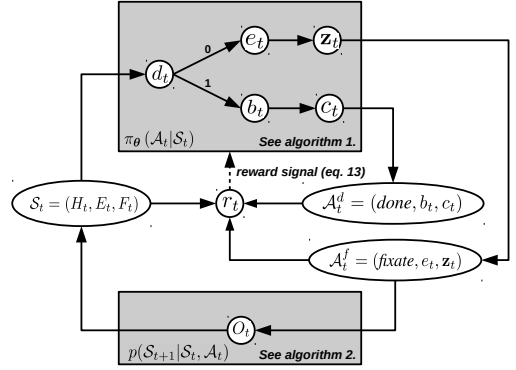 0
e_t
𝐳_t
d_t
1
b_t
c_t
π_𝛉 (𝒜_t|𝒮_t)
See algorithm 1.
reward signal (eq. 13)
𝒮_t = (H_t, E_t, F_t)
r_t
𝒜_t^d = (done, b_t, c_t)
𝒜_t^f = (fixate, e_t, 𝐳_t)
O_t
p(𝒮_{t+1}|𝒮_t, 𝒜_t)
See algorithm 2.